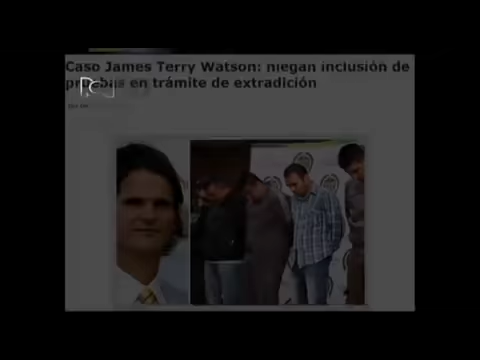 Caso James Terry Watson: niegan inclusión de
pruebas en trámite de extradición